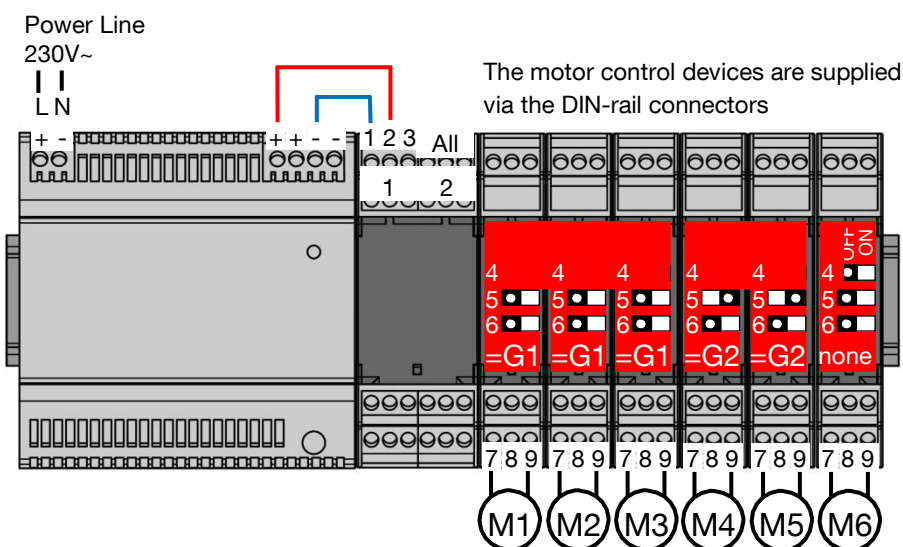 Power Line
230V~
L N
The motor control devices are supplied
via the DIN-rail connectors
+ - + + - - 1 2 3 All
1 2
OFF
ON
4 4 4 4 4 4
5 5 5 5 5 5
6 6 6 6 6 6
=G1 =G1 =G1 =G2 =G2 none
7 8 9 7 8 9 7 8 9 7 8 9 7 8 9 7 8 9
M1 M2 M3 M4 M5 M6